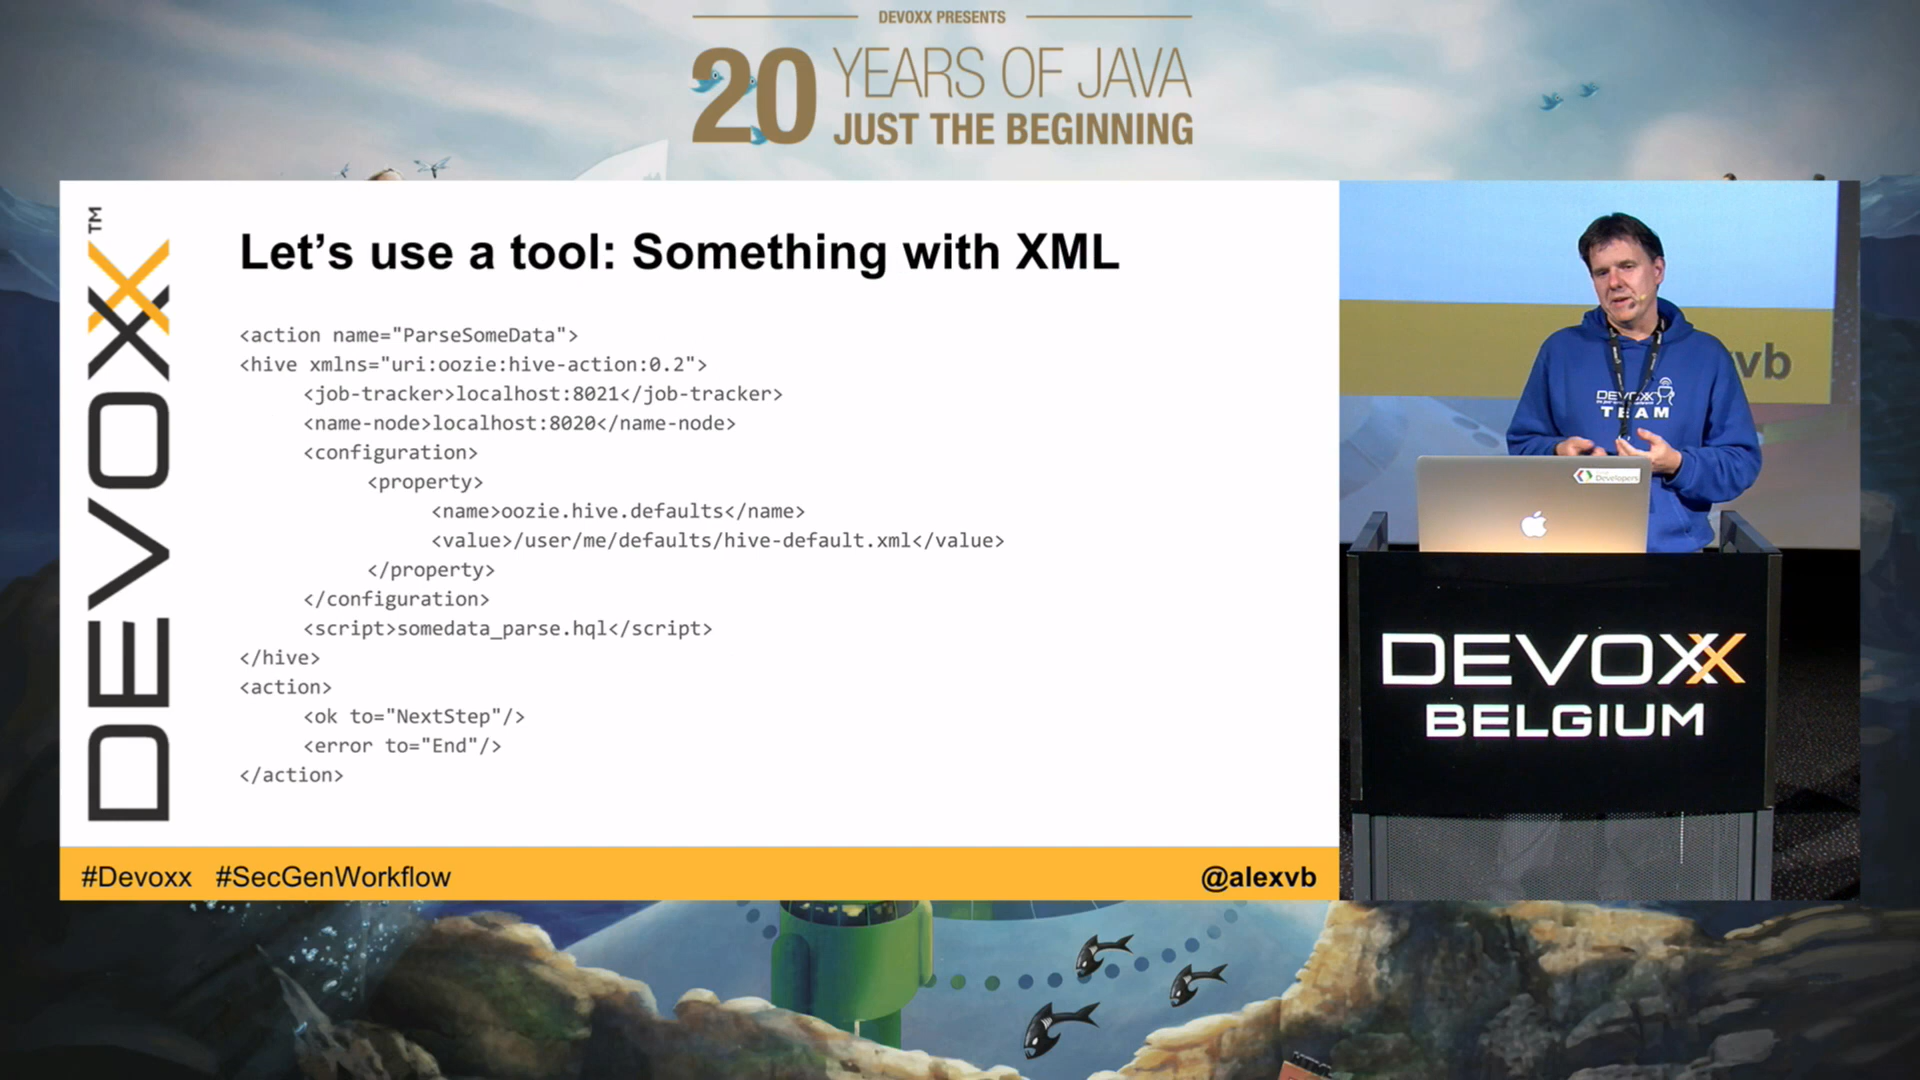 DEVOXX PRESENTS
20 YEARS OF JAVA
JUST THE BEGINNING
DEVOXX™
Let's use a tool: Something with XML
<action name="ParseSomeData">
<hive xmlns="uri:oozie:hive-action:0.2">
<job-tracker>localhost:8021</job-tracker>
<name-node>localhost:8020</name-node>
<configuration>
<property>
<name>oozie.hive.defaults</name>
<value>/user/me/defaults/hive-default.xml</value>
</property>
</configuration>
<script>somedata_parse.hql</script>
</hive>
<action>
<ok to="NextStep"/>
<error to="End"/>
</action>
#Devoxx #SecGenWorkflow
@alexvb
vb
DEVOXX
TEAM
Developers
DEVOXX
BELGIUM